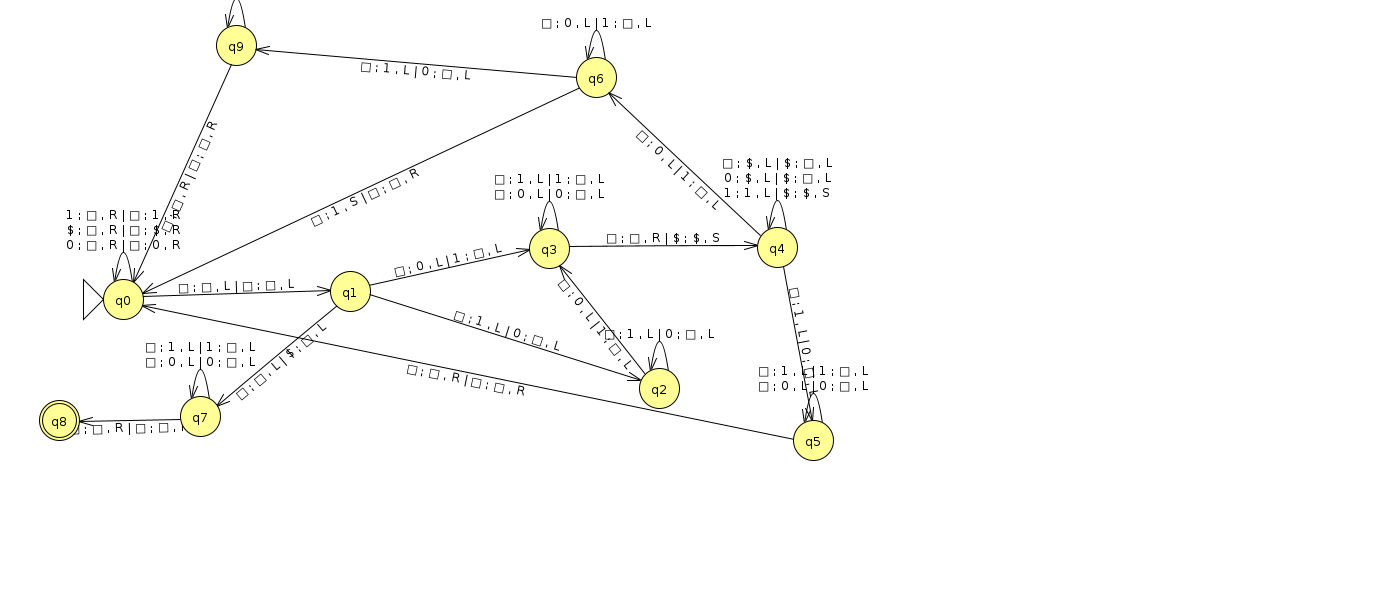 □ ; 0 , L | 1 ; □ , L
q9
q6
□ ; 1 , L | 0 ; □ , L
□ , R | □ ; □ , R
□ ; 0 , L | 1 ; □ , L
□ ; $ , L | $ ; □ , L
0 ; $ , L | $ ; □ , L
1 ; 1 , L | $ ; $ , S
□ ; 1 , L | 1 ; □ , L
□ ; 0 , L | 0 ; □ , L
□ ; 1 , S | □ ; □ , R
1 ; □ , R | □ ; 1 , R
$ ; □ , R | □ ; $ , R
0 ; □ , R | □ ; 0 , R
□ ; □ , R | $ ; $ , S
q3
q4
□ ; 0 , L | 1 ; □ , L
□ ; □ , L | □ ; □ , L
q0
q1
□ ; 0 , L | 1 ; □ , L
□ ; 1 , L | 0 ; □ , L
□ ; 1 , L | 0 ; □ , L
□ ; 1 , L | 0 ;
□ ; 1 , L | 1 ; □ , L
□ ; 0 , L | 0 ; □ , L
□ ; □ , L | $ ; □ , L
□ ; □ , R | □ ; □ , R
□ ; 1 , L | 1 ; □ , L
□ ; 0 , L | 0 ; □ , L
q2
q8
q7
; □ , R | □ ; □ ,
q5